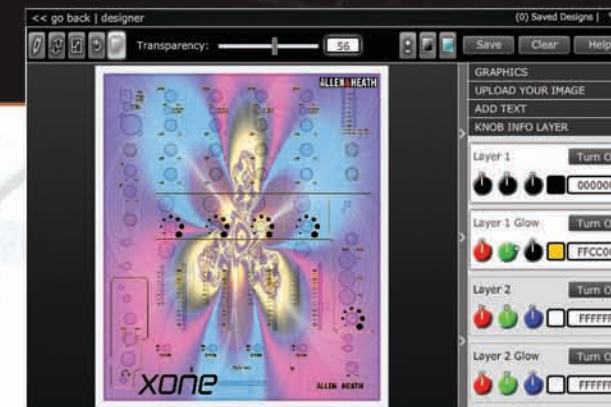 << go back | designer
(0) Saved Designs |
Transparency:
56
Save
Clear
Help
GRAPHICS
UPLOAD YOUR IMAGE
ADD TEXT
KNOB INFO LAYER
Layer 1
Turn O
000000
Layer 1 Glow
Turn O
FFCC0
Layer 2
Turn O
FFFFF
Layer 2 Glow
Turn O
FFFFF
ALLEN&HEATH
xone
ALLEN HEATH